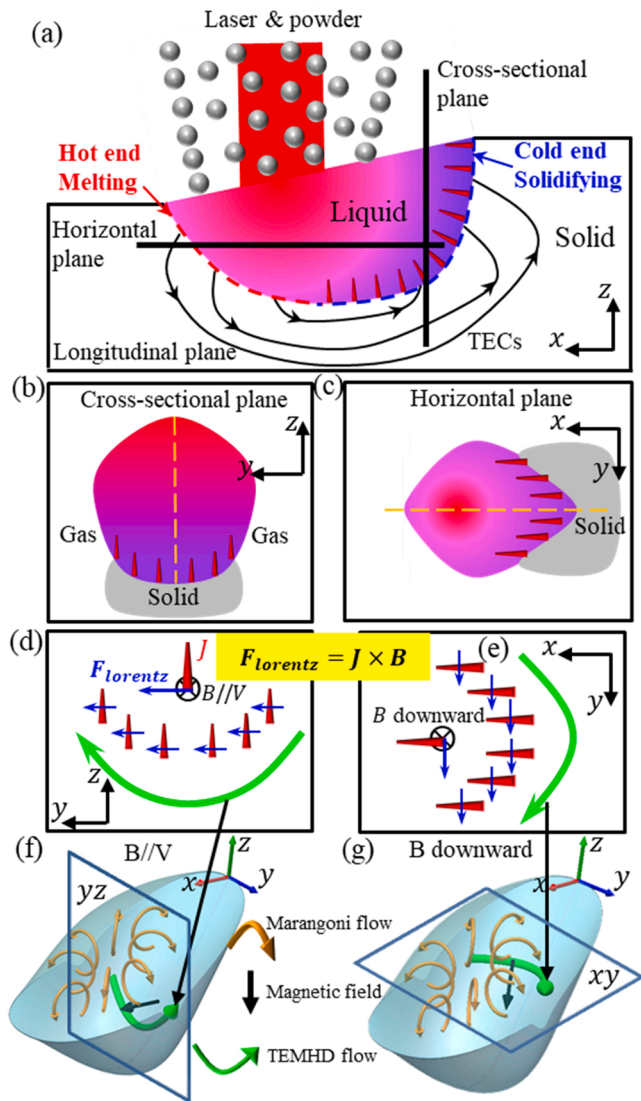 (a)
Laser & powder
Cross-sectional
plane
Hot end
Melting
Cold end
Solidifying
Liquid
Horizontal
plane
Solid
Longitudinal plane
TECs
z
x
(b)
Cross-sectional plane
z
y
Gas
Gas
Solid
(c)
Horizontal plane
x
y
Solid
(d)
J
F_lorentz
B//V
z
y
F_lorentz = J × B
(e)
x
y
B downward
(f)
B//V
z
x
y
yz
Marangoni flow
Magnetic field
TEMHD flow
(g)
B downward
z
x
y
xy